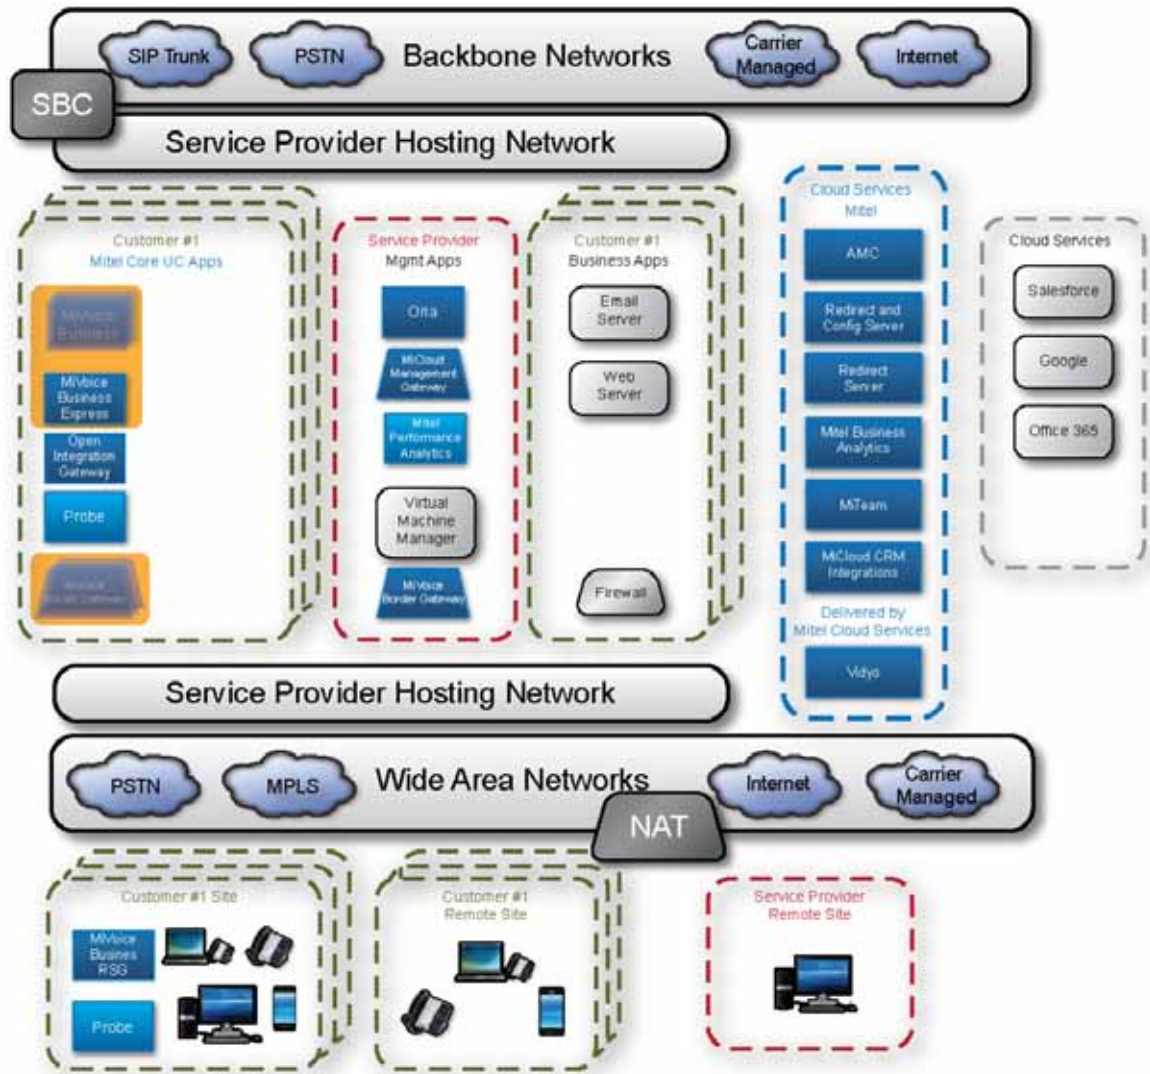 SIP Trunk
PSTN
Backbone Networks
Carrier
Managed
Internet
SBC
Service Provider Hosting Network
Customer #1
Mitel Core UC Apps
MiVoice
Business
MiVoice
Business
Express
Open
Integration
Gateway
Probe
MiVoice
Border Gateway
Service Provider
Mgmt Apps
Oria
MiCloud
Management
Gateway
Mitel
Performance
Analytics
Virtual
Machine
Manager
MiVoice
Border Gateway
Customer #1
Business Apps
Email
Server
Web
Server
Firewall
Cloud Services
Mitel
AMC
Redirect and
Config Server
Redirect
Server
Mitel Business
Analytics
MiTeam
MiCloud CRM
Integrations
Delivered by
Mitel Cloud Services
Vidyo
Cloud Services
Salesforce
Google
Office 365
Service Provider Hosting Network
PSTN
MPLS
Wide Area Networks
Internet
Carrier
Managed
NAT
Customer #1 Site
MiVoice
Busines
RSG
Probe
Customer #1
Remote Site
Service Provider
Remote Site